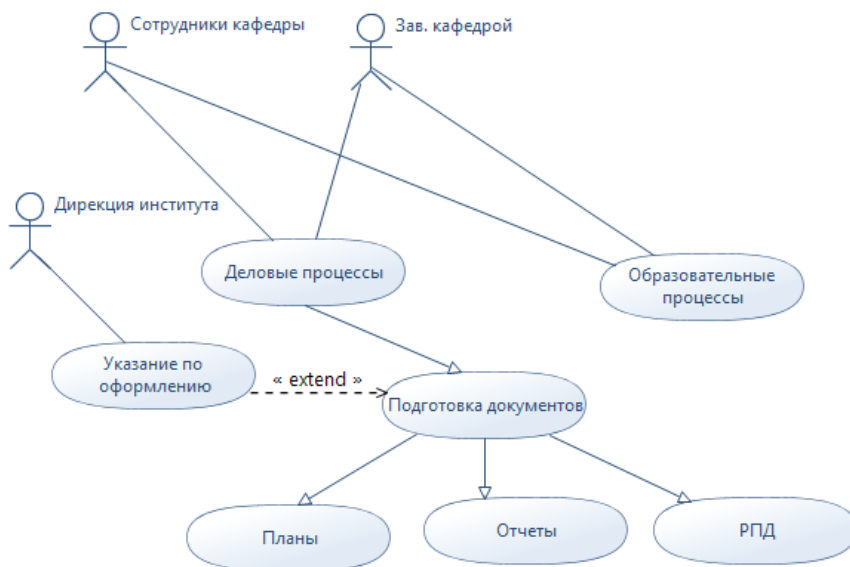 Сотрудники кафедры
Зав. кафедрой
Дирекция института
Деловые процессы
Образовательные
процессы
Указание по
оформлению
« extend »
Подготовка документов
Планы
Отчеты
РПД